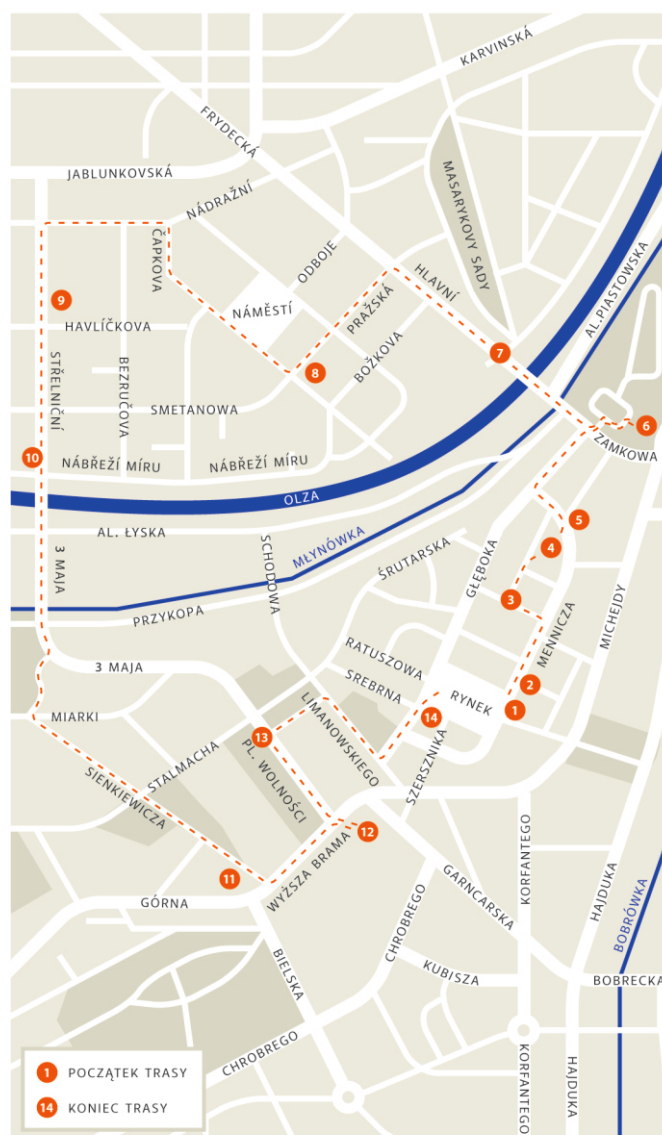 KARVINSKÁ
FRYDECKÁ
JABLUNKOVSKÁ
NÁDRAŽNÍ
MASARYKOVY SADY
ČAPKOVA
ODBOJE
HLAVNÍ
AL.PIASTOWSKA
9
NÁMĚSTÍ
PRAŽSKÁ
HAVLÍČKOVA
BOŽKOVA
7
8
STŘELNIČNÍ
BEZRUČOVA
SMETANOWA
6
ZAMKOWA
10
NÁBŘEŽÍ MÍRU
NÁBŘEŽÍ MÍRU
OLZA
AL. ŁYSKA
5
4
MŁYNÓWKA
SCHODOWA
GŁĘBOKA
3 MAJA
ŚRUTARSKA
3
PRZYKOPA
MENNICZA
MICHEJDY
RATUSZOWA
3 MAJA
SREBRNA
2
RYNEK
1
14
MIARKI
LIMANOWSKIEGO
13
STALMACHA
PL. WOLNOŚCI
SZERSZNIKA
SIENKIEWICZA
12
KORFANTEGO
11
WYŻSZA BRAMA
GARNCARSKA
HAJDUKA
BOBRÓWKA
GÓRNA
CHROBREGO
BIELSKA
KUBISZA
BOBRECKA
CHROBREGO
KORFANTEGO
HAJDUKA
1 POCZĄTEK TRASY
14 KONIEC TRASY